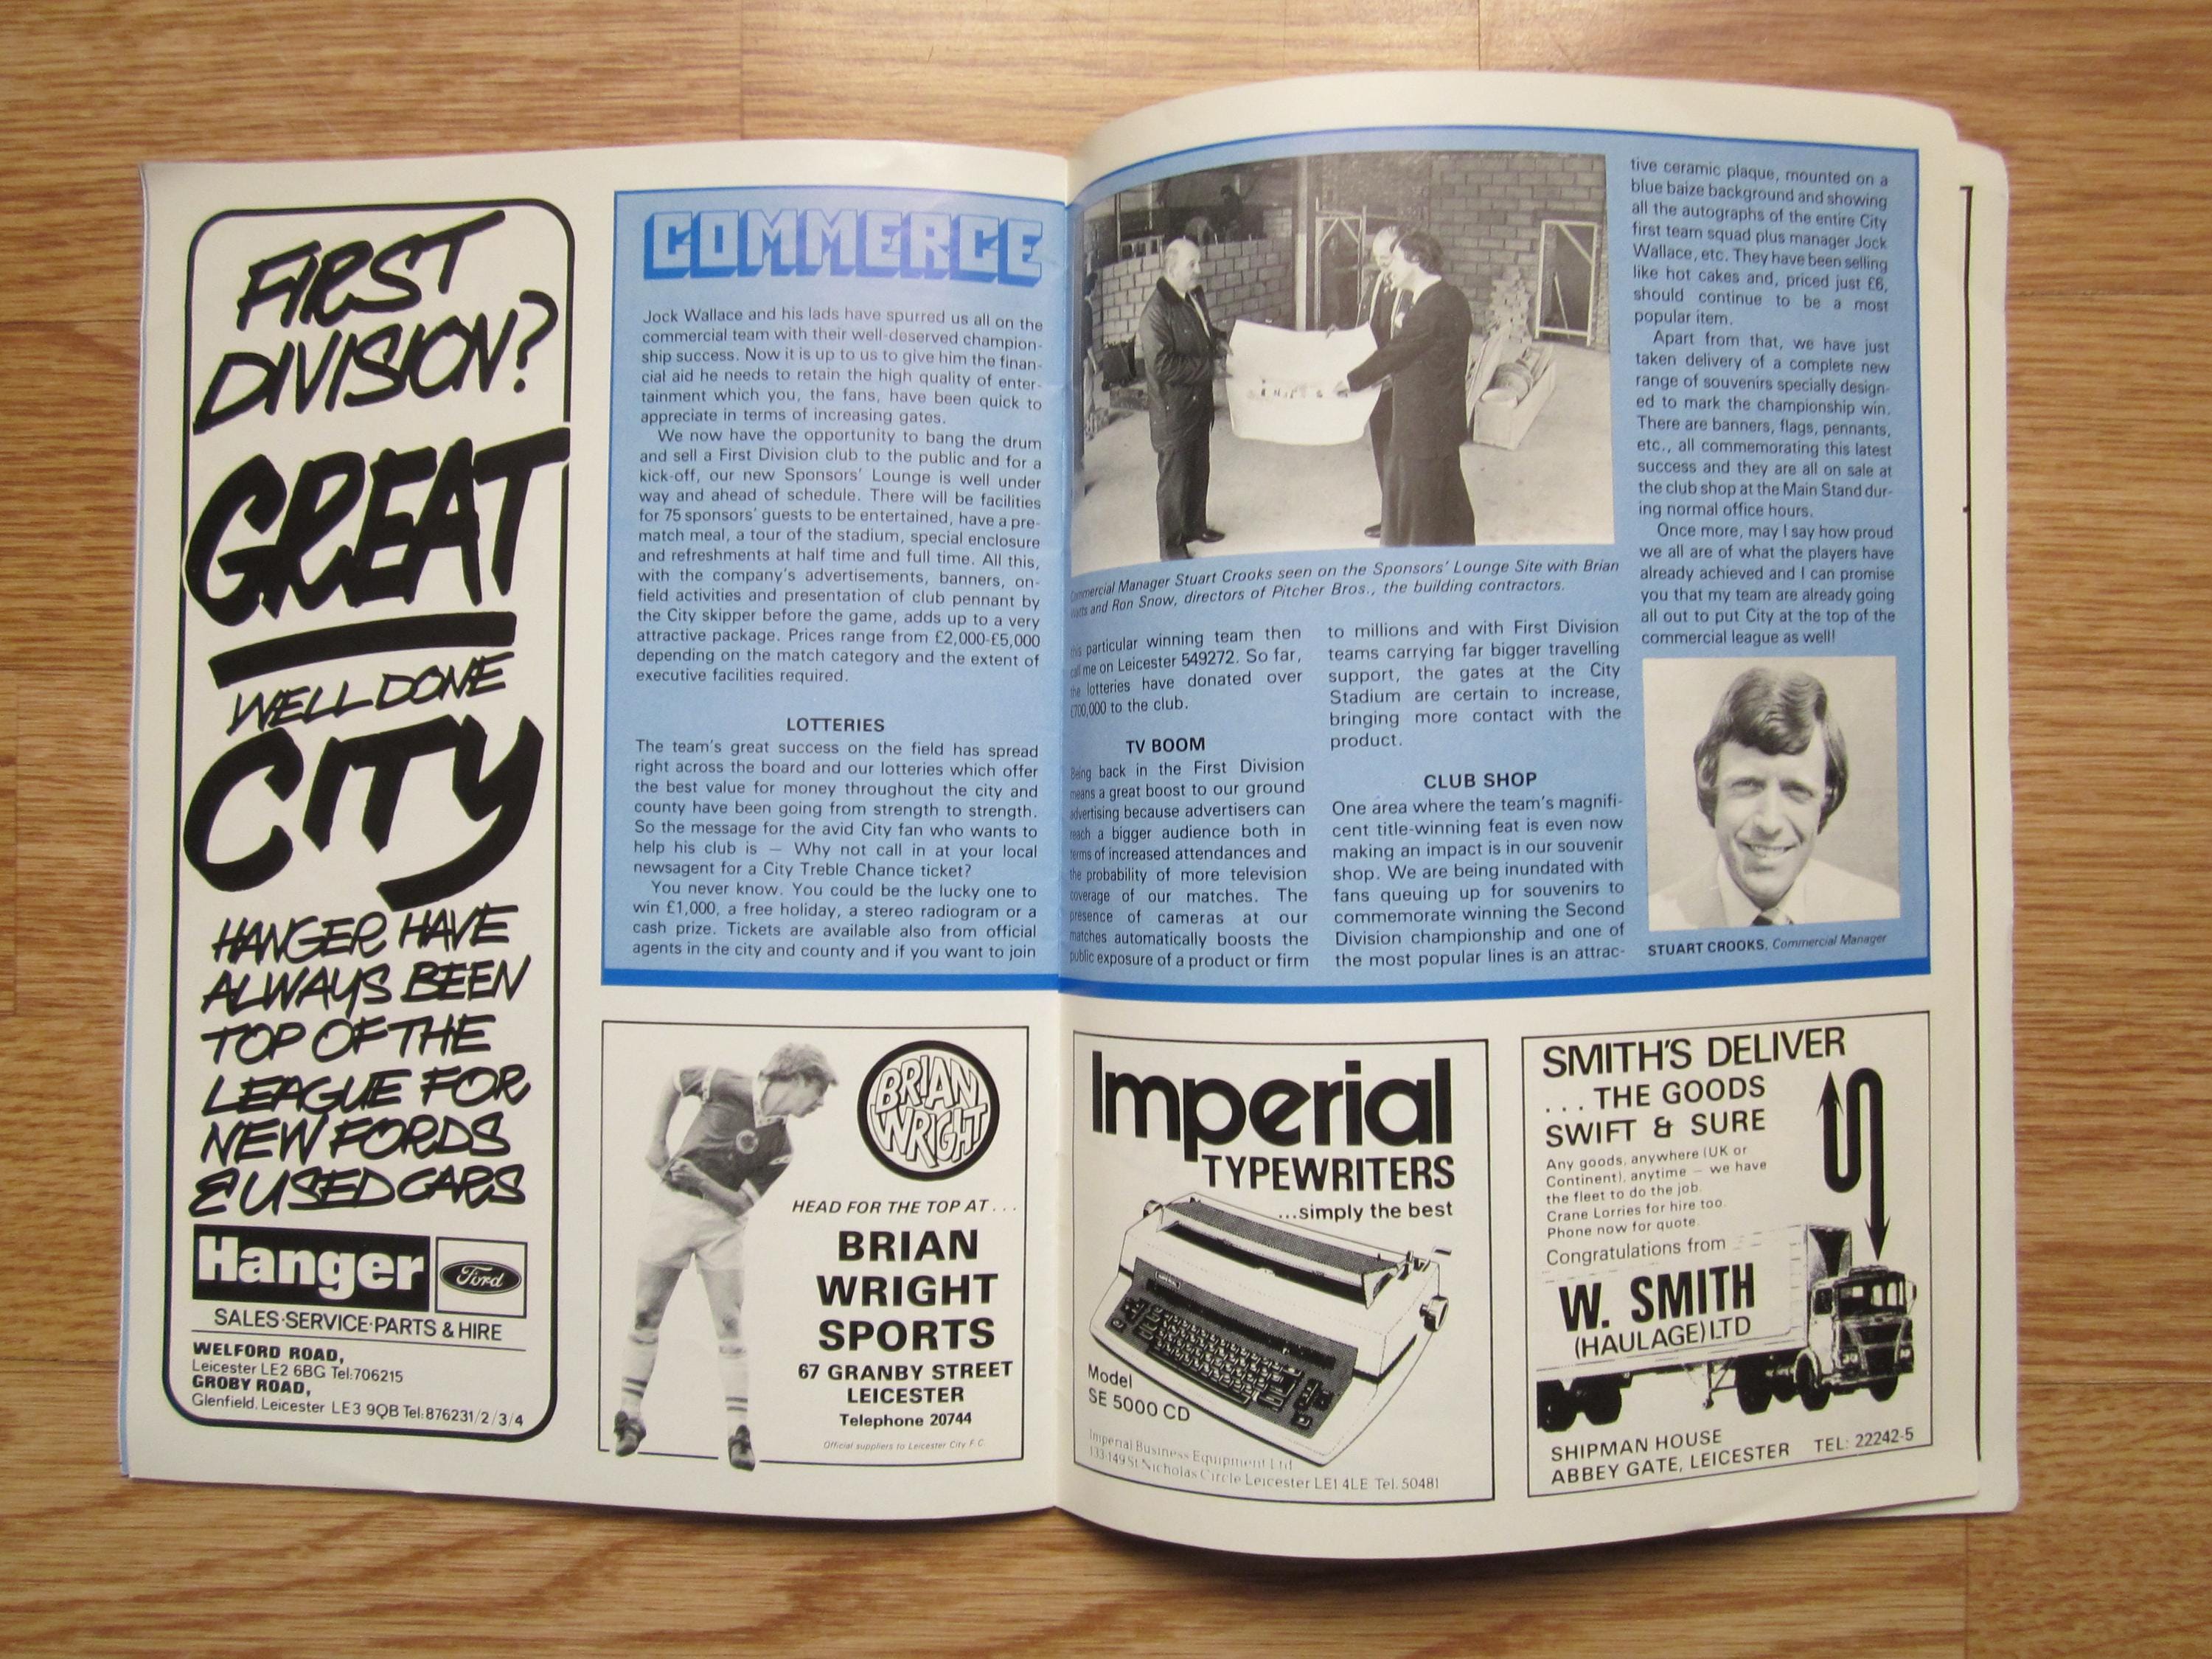 FIRST
DIVISION?
GREAT
WELL DONE
CITY
HANGER HAVE
ALWAYS BEEN
TOP OF THE
LEAGUE FOR
NEW FORDS
& USED CARS
Hanger
Ford
SALES·SERVICE·PARTS & HIRE
WELFORD ROAD,
Leicester LE2 6BG Tel:706215
GROBY ROAD,
Glenfield. Leicester LE3 9QB Tel:876231/2/3/4
COMMERCE
Jock Wallace and his lads have spurred us all on the
commercial team with their well-deserved champion-
ship success. Now it is up to us to give him the finan-
cial aid he needs to retain the high quality of enter-
tainment which you, the fans, have been quick to
appreciate in terms of increasing gates.
We now have the opportunity to bang the drum
and sell a First Division club to the public and for a
kick-off, our new Sponsors' Lounge is well under
way and ahead of schedule. There will be facilities
for 75 sponsors' guests to be entertained, have a pre-
match meal, a tour of the stadium, special enclosure
and refreshments at half time and full time. All this,
with the company's advertisements, banners, on-
field activities and presentation of club pennant by
the City skipper before the game, adds up to a very
attractive package. Prices range from £2,000-£5,000
depending on the match category and the extent of
executive facilities required.
LOTTERIES
The team's great success on the field has spread
right across the board and our lotteries which offer
the best value for money throughout the city and
county have been going from strength to strength.
So the message for the avid City fan who wants to
help his club is — Why not call in at your local
newsagent for a City Treble Chance ticket?
You never know. You could be the lucky one to
win £1,000, a free holiday, a stereo radiogram or a
cash prize. Tickets are available also from official
agents in the city and county and if you want to join
Commercial Manager Stuart Crooks seen on the Sponsors' Lounge Site with Brian
and Ron Snow, directors of Pitcher Bros., the building contractors.
this particular winning team then
call me on Leicester 549272. So far,
the lotteries have donated over
£700,000 to the club.
TV BOOM
Being back in the First Division
means a great boost to our ground
advertising because advertisers can
reach a bigger audience both in
terms of increased attendances and
the probability of more television
coverage of our matches. The
presence of cameras at our
matches automatically boosts the
public exposure of a product or firm
to millions and with First Division
teams carrying far bigger travelling
support, the gates at the City
Stadium are certain to increase,
bringing more contact with the
product.
CLUB SHOP
One area where the team's magnifi-
cent title-winning feat is even now
making an impact is in our souvenir
shop. We are being inundated with
fans queuing up for souvenirs to
commemorate winning the Second
Division championship and one of
the most popular lines is an attrac-
tive ceramic plaque, mounted on a
blue baize background and showing
all the autographs of the entire City
first team squad plus manager Jock
Wallace, etc. They have been selling
like hot cakes and, priced just £6,
should continue to be a most
popular item.
Apart from that, we have just
taken delivery of a complete new
range of souvenirs specially design-
ed to mark the championship win.
There are banners, flags, pennants,
etc., all commemorating this latest
success and they are all on sale at
the club shop at the Main Stand dur-
ing normal office hours.
Once more, may I say how proud
we all are of what the players have
already achieved and I can promise
you that my team are already going
all out to put City at the top of the
commercial league as well!
STUART CROOKS, Commercial Manager
BRIAN
WRIGHT
HEAD FOR THE TOP AT . . .
BRIAN
WRIGHT
SPORTS
67 GRANBY STREET
LEICESTER
Telephone 20744
Official suppliers to Leicester City F.C.
Imperial
TYPEWRITERS
...simply the best
Model
SE 5000 CD
Imperial Business Equipment Ltd
133-149 St Nicholas Circle Leicester LE1 4LE Tel. 50481
SMITH'S DELIVER
. . . THE GOODS
SWIFT & SURE
Any goods, anywhere (UK or
Continent), anytime — we have
the fleet to do the job.
Crane Lorries for hire too.
Phone now for quote.
Congratulations from
W. SMITH
(HAULAGE) LTD
SHIPMAN HOUSE
ABBEY GATE, LEICESTER TEL: 22242-5